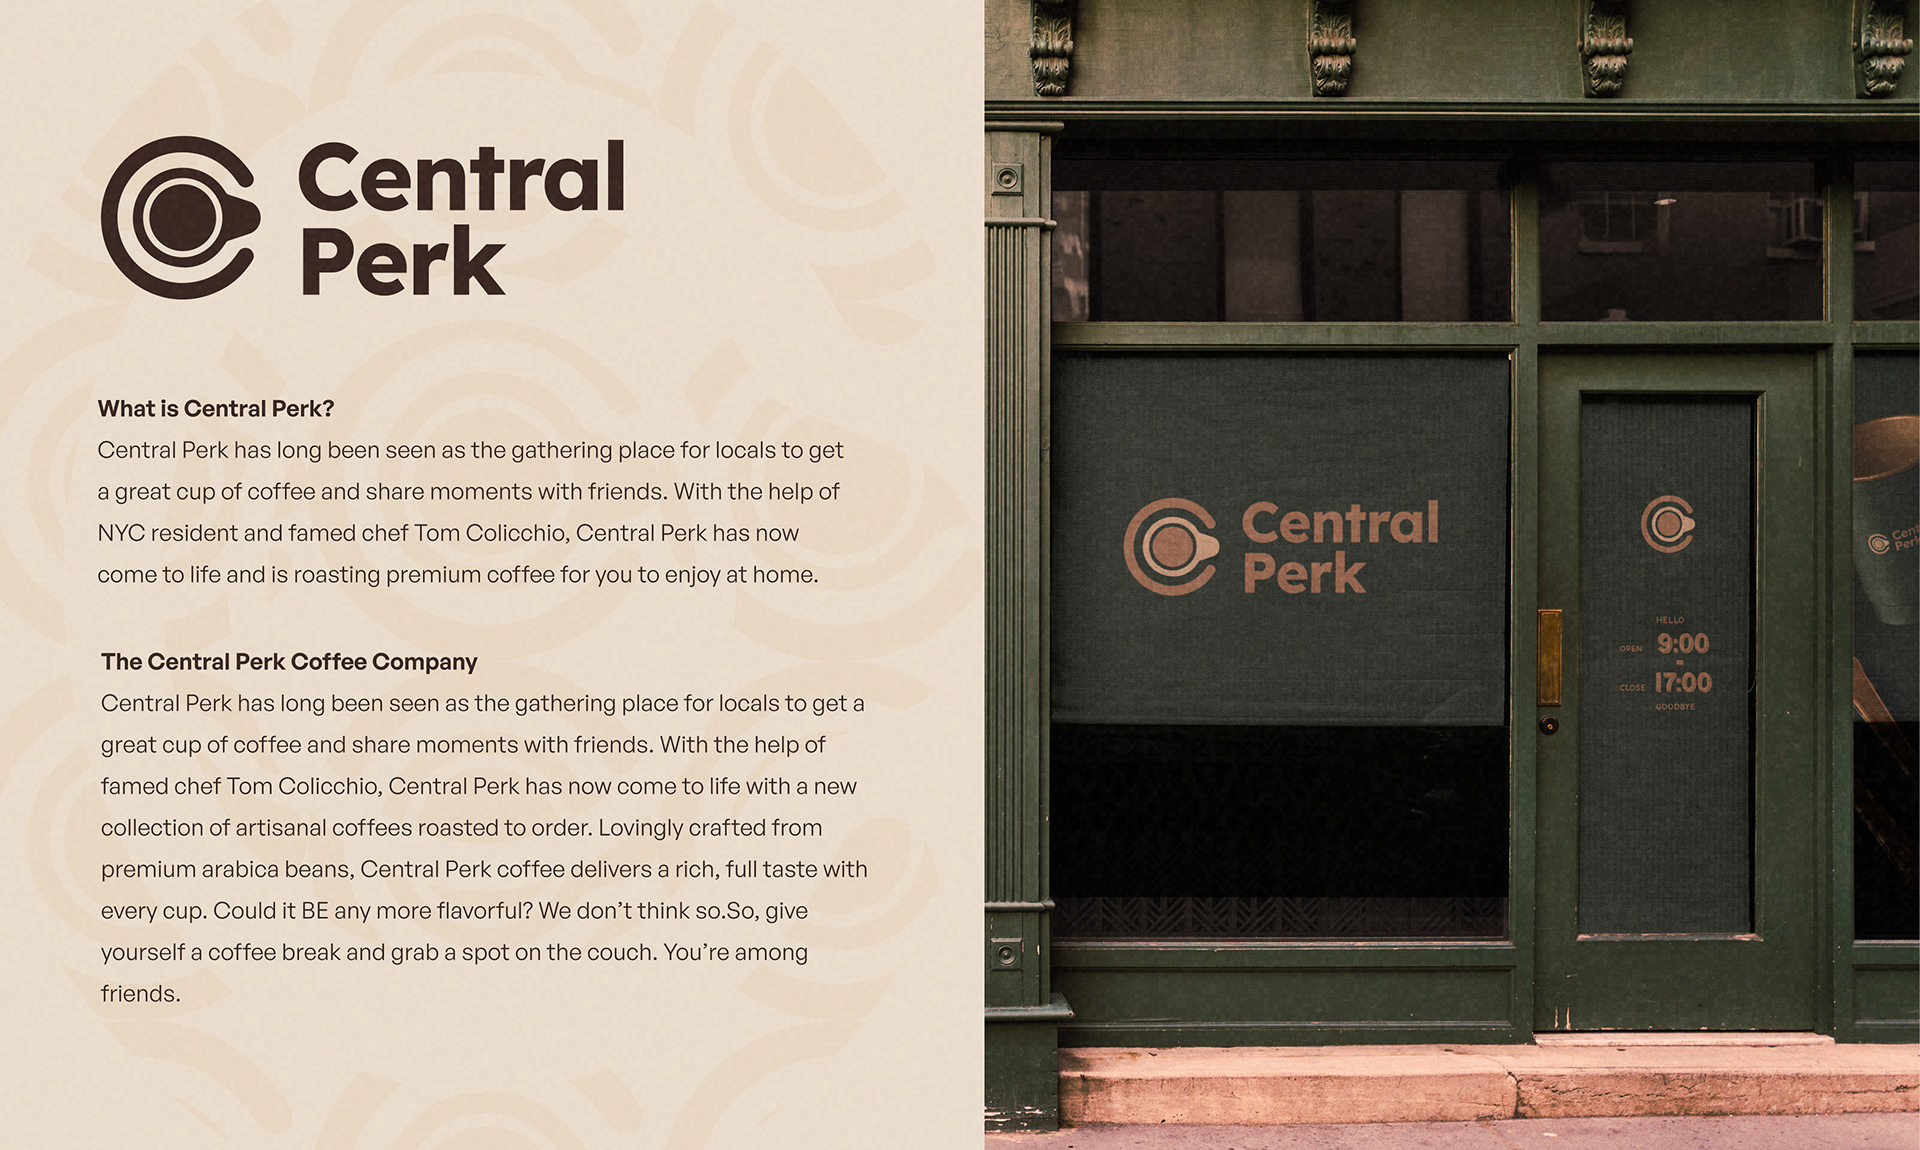 Central
Perk
What is Central Perk?
Central Perk has long been seen as the gathering place for locals to get
a great cup of coffee and share moments with friends. With the help of
NYC resident and famed chef Tom Colicchio, Central Perk has now
come to life and is roasting premium coffee for you to enjoy at home.
The Central Perk Coffee Company
Central Perk has long been seen as the gathering place for locals to get a
great cup of coffee and share moments with friends. With the help of
famed chef Tom Colicchio, Central Perk has now come to life with a new
collection of artisanal coffees roasted to order. Lovingly crafted from
premium arabica beans, Central Perk coffee delivers a rich, full taste with
every cup. Could it BE any more flavorful? We don’t think so.So, give
yourself a coffee break and grab a spot on the couch. You’re among
friends.
Central
Perk
HELLO
OPEN 9:00
-
CLOSE 17:00
GOODBYE